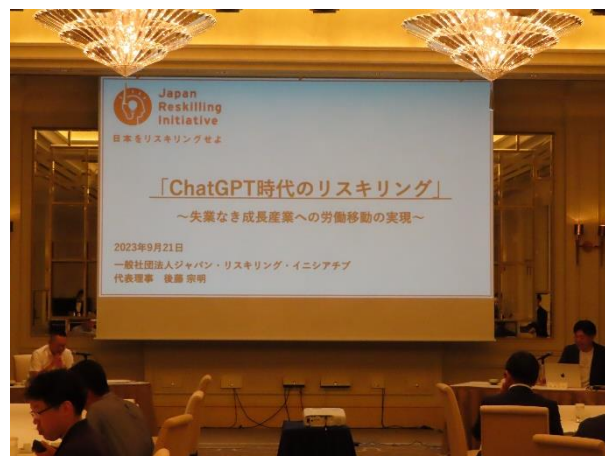 Japan
Reskilling
Initiative
日本をリスキリングせよ
「ChatGPT時代のリスキリング」
～失業なき成長産業への労働移動の実現～
2023年9月21日
一般社団法人ジャパン・リスキリング・イニシアチブ
代表理事　後藤 宗明